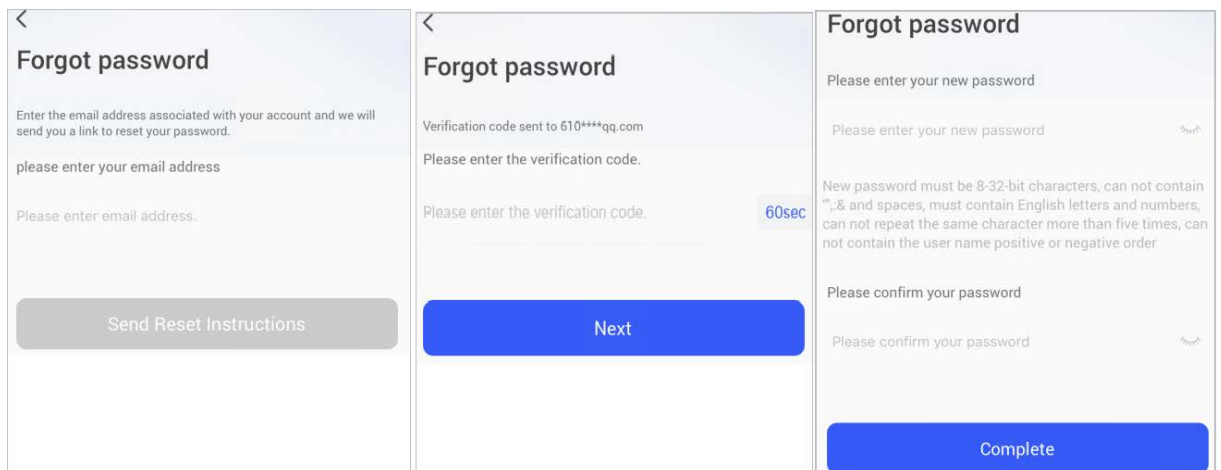 Forgot password
Enter the email address associated with your account and we will
send you a link to reset your password.
please enter your email address
Please enter email address.
Send Reset Instructions
Forgot password
Verification code sent to 610****qq.com
Please enter the verification code.
Please enter the verification code.
60sec
Next
Forgot password
Please enter your new password
Please enter your new password
New password must be 8-32-bit characters, can not contain
'",:& and spaces, must contain English letters and numbers,
can not repeat the same character more than five times, can
not contain the user name positive or negative order
Please confirm your password
Please confirm your password
Complete